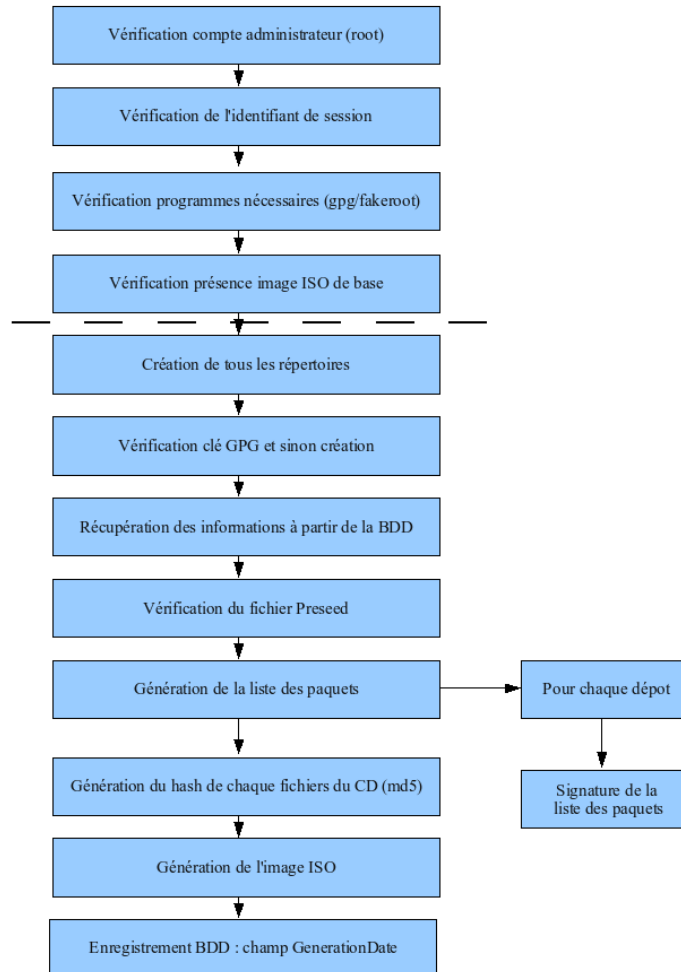 Vérification compte administrateur (root)
Vérification de l'identifiant de session
Vérification programmes nécessaires (gpg/fakeroot)
Vérification présence image ISO de base
Création de tous les répertoires
Vérification clé GPG et sinon création
Récupération des informations à partir de la BDD
Vérification du fichier Preseed
Génération de la liste des paquets
Pour chaque dépot
Signature de la
liste des paquets
Génération du hash de chaque fichiers du CD (md5)
Génération de l'image ISO
Enregistrement BDD : champ GenerationDate